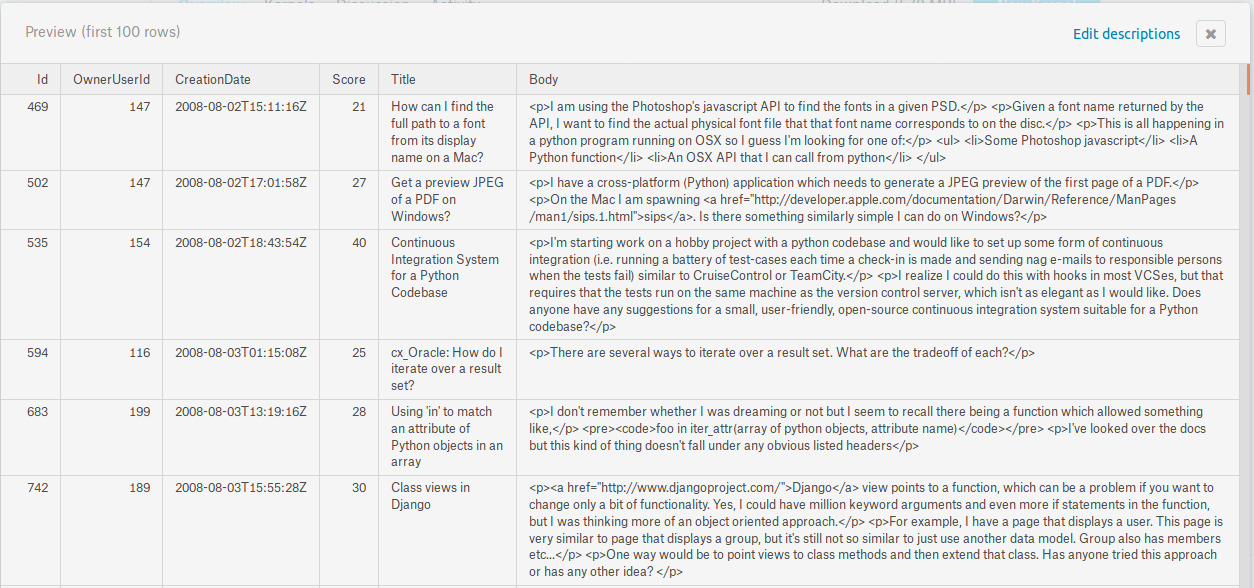 Preview (first 100 rows)
Edit descriptions
Id OwnerUserId CreationDate Score Title Body
469 147 2008-08-02T15:11:16Z 21 How can I find the <p>I am using the Photoshop's javascript API to find the fonts in a given PSD.</p> <p>Given a font name returned by the
full path to a font API, I want to find the actual physical font file that that font name corresponds to on the disc.</p> <p>This is all happening in
from its display a python program running on OSX so I guess I'm looking for one of:</p> <ul> <li>Some Photoshop javascript</li> <li>A
name on a Mac? Python function</li> <li>An OSX API that I can call from python</li> </ul>
502 147 2008-08-02T17:01:58Z 27 Get a preview JPEG <p>I have a cross-platform (Python) application which needs to generate a JPEG preview of the first page of a PDF.</p>
of a PDF on <p>On the Mac I am spawning <a href="http://developer.apple.com/documentation/Darwin/Reference/ManPages
Windows? /man1/sips.1.html">sips</a>. Is there something similarly simple I can do on Windows?</p>
535 154 2008-08-02T18:43:54Z 40 Continuous <p>I'm starting work on a hobby project with a python codebase and would like to set up some form of continuous
Integration System integration (i.e. running a battery of test-cases each time a check-in is made and sending nag e-mails to responsible persons
for a Python when the tests fail) similar to CruiseControl or TeamCity.</p> <p>I realize I could do this with hooks in most VCSes, but that
Codebase requires that the tests run on the same machine as the version control server, which isn't as elegant as I would like. Does
anyone have any suggestions for a small, user-friendly, open-source continuous integration system suitable for a Python
codebase?</p>
594 116 2008-08-03T01:15:08Z 25 cx_Oracle: How do I <p>There are several ways to iterate over a result set. What are the tradeoff of each?</p>
iterate over a result
set?
683 199 2008-08-03T13:19:16Z 28 Using 'in' to match <p>I don't remember whether I was dreaming or not but I seem to recall there being a function which allowed something
an attribute of like,</p> <pre><code>foo in iter_attr(array of python objects, attribute name)</code></pre> <p>I've looked over the docs
Python objects in an but this kind of thing doesn't fall under any obvious listed headers</p>
array
742 189 2008-08-03T15:55:28Z 30 Class views in <p><a href="http://www.djangoproject.com/">Django</a> view points to a function, which can be a problem if you want to
Django change only a bit of functionality. Yes, I could have million keyword arguments and even more if statements in the function,
but I was thinking more of an object oriented approach.</p> <p>For example, I have a page that displays a user. This page is
very similar to page that displays a group, but it's still not so similar to just use another data model. Group also has members
etc...</p> <p>One way would be to point views to class methods and then extend that class. Has anyone tried this approach
or has any other idea? </p>